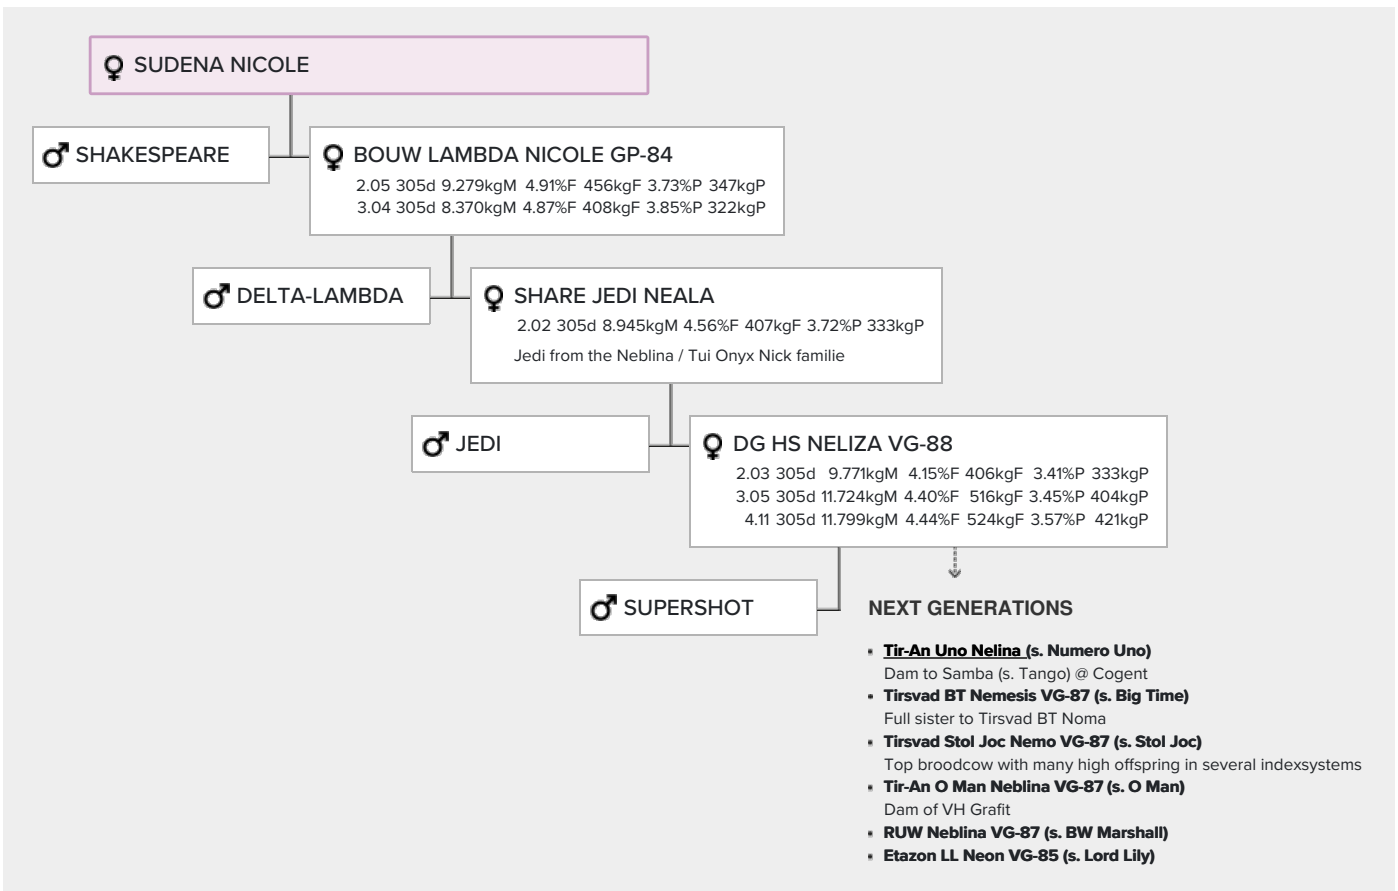 SUDENA NICOLE
SHAKESPEARE
BOUW LAMBDA NICOLE GP-84
2.05 305d 9.279kgM 4.91%F 456kgF 3.73%P 347kgP
3.04 305d 8.370kgM 4.87%F 408kgF 3.85%P 322kgP
DELTA-LAMBDA
SHARE JEDI NEALA
2.02 305d 8.945kgM 4.56%F 407kgF 3.72%P 333kgP
Jedi from the Neblina / Tui Onyx Nick familie
JEDI
DG HS NELIZA VG-88
2.03 305d 9.771kgM 4.15%F 406kgF 3.41%P 333kgP
3.05 305d 11.724kgM 4.40%F 516kgF 3.45%P 404kgP
4.11 305d 11.799kgM 4.44%F 524kgF 3.57%P 421kgP
SUPERSHOT
NEXT GENERATIONS
Tir-An Uno Nelina (s. Numero Uno)
Dam to Samba (s. Tango) @ Cogent
Tirsvad BT Nemesis VG-87 (s. Big Time)
Full sister to Tirsvad BT Noma
Tirsvad Stol Joc Nemo VG-87 (s. Stol Joc)
Top broodcow with many high offspring in several indexsystems
Tir-An O Man Neblina VG-87 (s. O Man)
Dam of VH Grafit
RUW Neblina VG-87 (s. BW Marshall)
Etazon LL Neon VG-85 (s. Lord Lily)